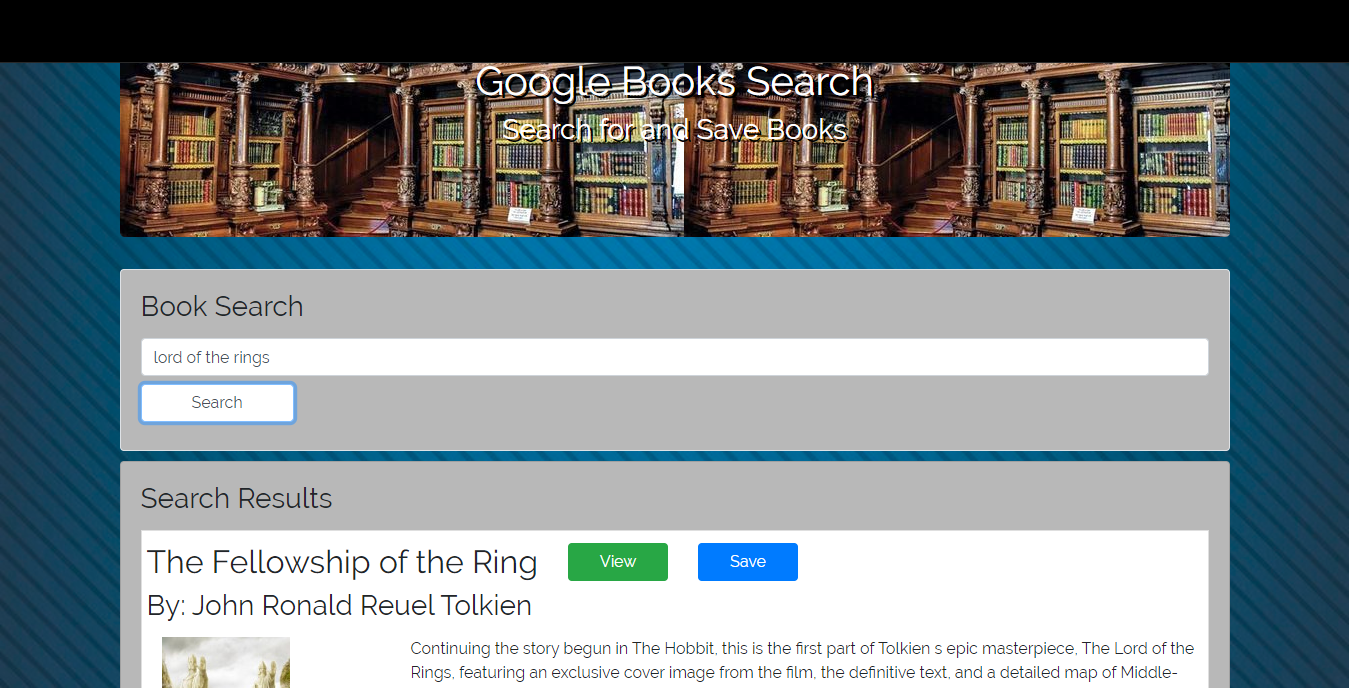 Google Books Search
Search for and Save Books
Book Search
lord of the rings
Search
Search Results
The Fellowship of the Ring View Save
By: John Ronald Reuel Tolkien
Continuing the story begun in The Hobbit, this is the first part of Tolkien s epic masterpiece, The Lord of the
Rings, featuring an exclusive cover image from the film, the definitive text, and a detailed map of Middle-